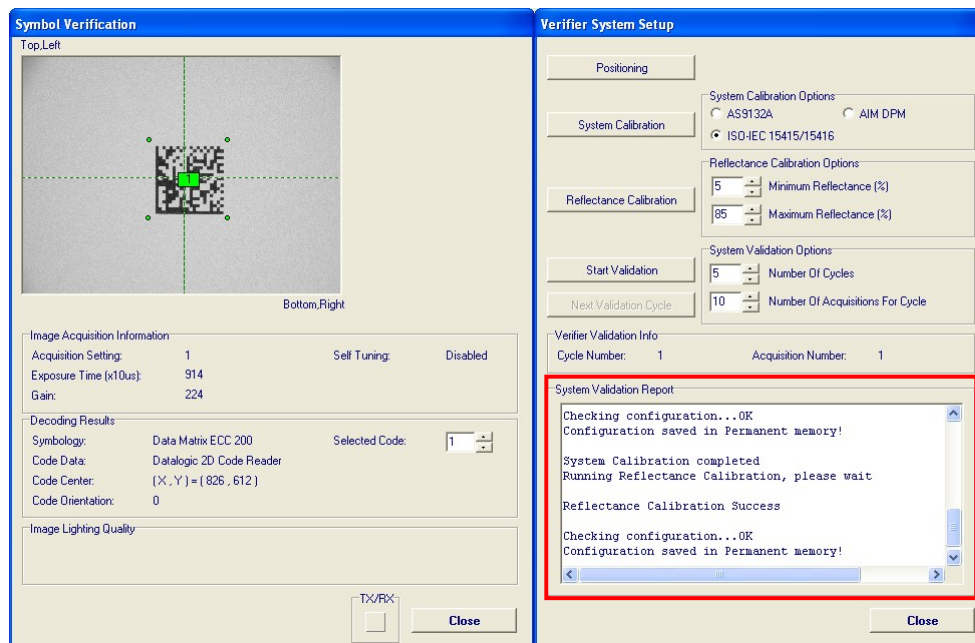 Symbol Verification
Top,Left
1
Bottom,Right
Image Acquisition Information
Acquisition Setting: 1 Self Tuning: Disabled
Exposure Time (x10us): 914
Gain: 224
Decoding Results
Symbology: Data Matrix ECC 200 Selected Code: 1
Code Data: Datalogic 2D Code Reader
Code Center: (X,Y) = (826 , 612)
Code Orientation: 0
Image Lighting Quality
TX/RX
Close
Verifier System Setup
Positioning
System Calibration Options
System Calibration
AS9132A AIM DPM
ISO-IEC 15415/15416
Reflectance Calibration Options
Reflectance Calibration
5 Minimum Reflectance (%)
85 Maximum Reflectance (%)
System Validation Options
Start Validation 5 Number Of Cycles
Next Validation Cycle 10 Number Of Acquisitions For Cycle
Verifier Validation Info
Cycle Number: 1 Acquisition Number: 1
System Validation Report
Checking configuration...OK
Configuration saved in Permanent memory!
System Calibration completed
Running Reflectance Calibration, please wait
Reflectance Calibration Success
Checking configuration...OK
Configuration saved in Permanent memory!
Close